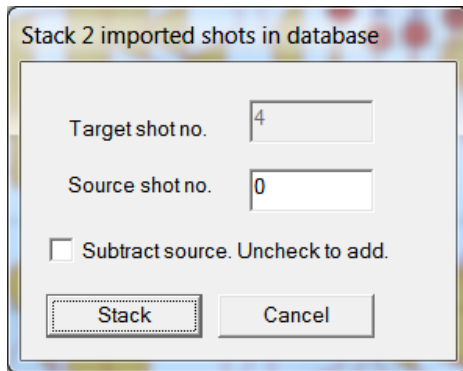 Stack 2 imported shots in database
Target shot no. 4
Source shot no. 0
Subtract source. Uncheck to add.
Stack Cancel